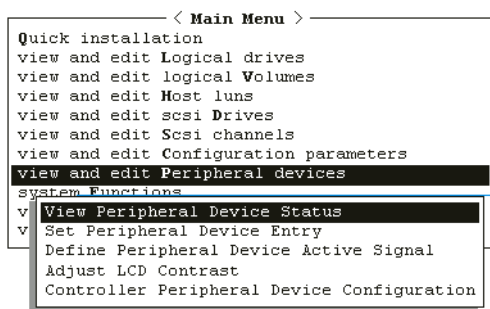 < Main Menu >
Quick installation
view and edit Logical drives
view and edit logical Volumes
view and edit Host luns
view and edit scsi Drives
view and edit Scsi channels
view and edit Configuration parameters
view and edit Peripheral devices
system Functions
v
View Peripheral Device Status
v
Set Peripheral Device Entry
Define Peripheral Device Active Signal
Adjust LCD Contrast
Controller Peripheral Device Configuration